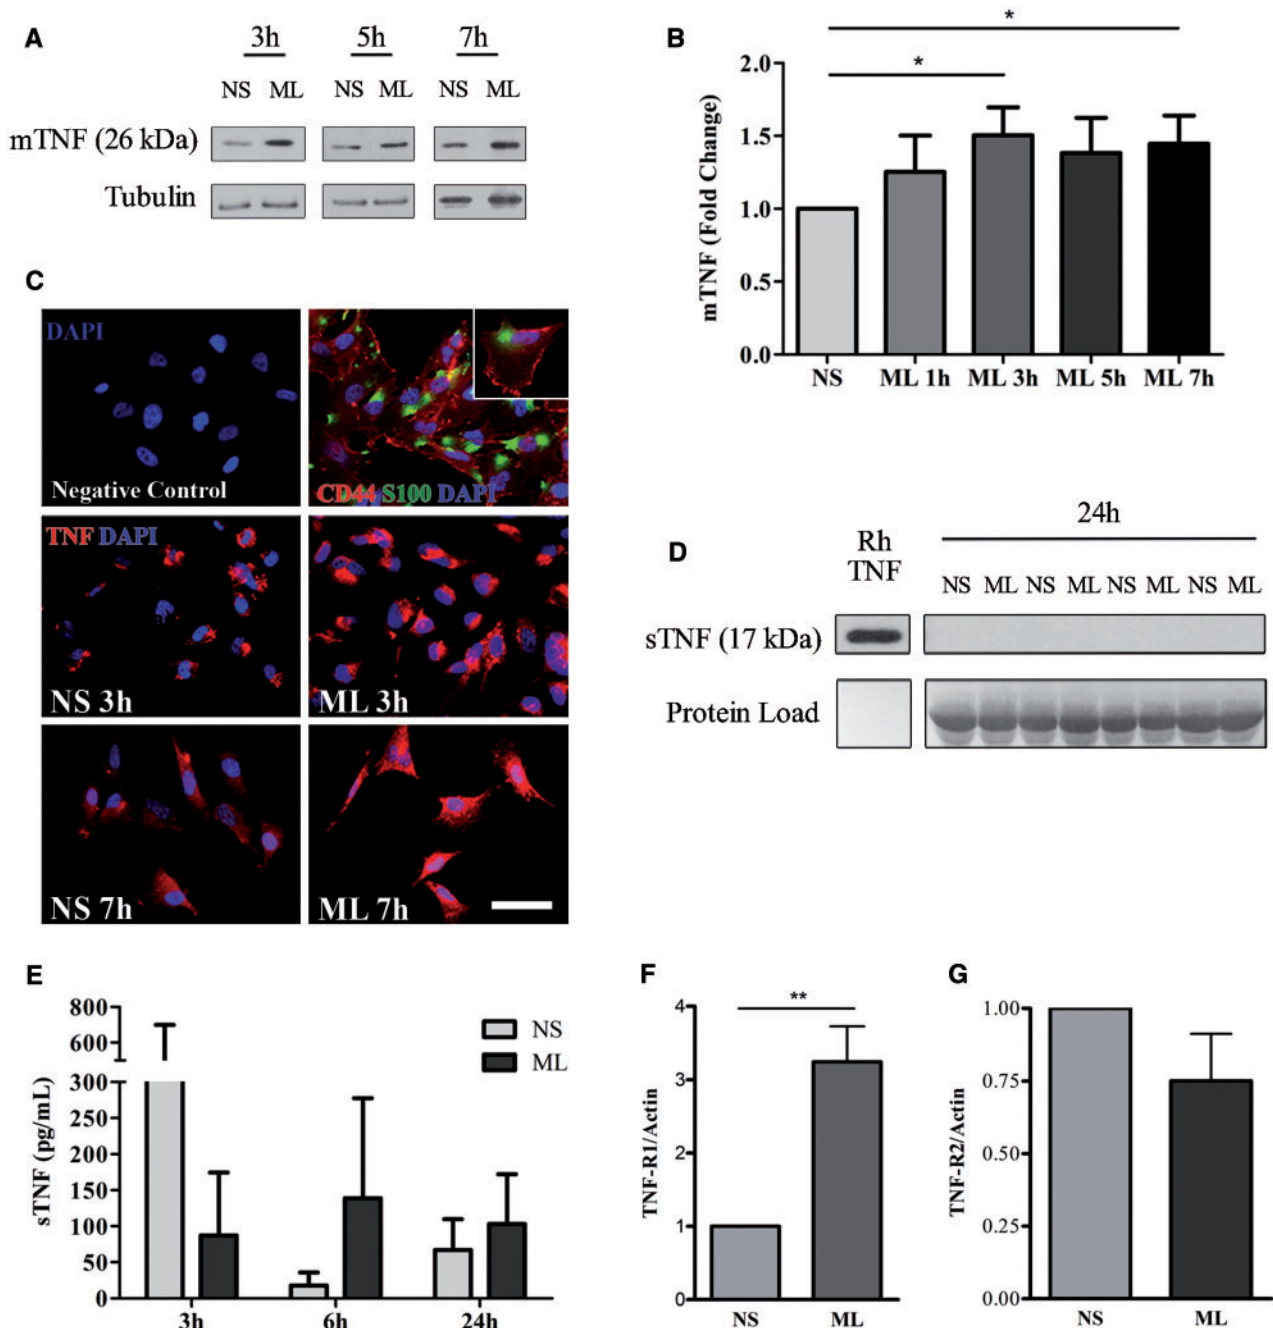 A
3h 5h 7h
NS ML NS ML NS ML
mTNF (26 kDa)
Tubulin
B
*
*
mTNF (Fold Change)
2.0
1.5
1.0
0.5
0.0
NS ML 1h ML 3h ML 5h ML 7h
C
DAPI
Negative Control
CD44 S100 DAPI
TNF DAPI
NS 3h
ML 3h
NS 7h
ML 7h
D
Rh
TNF
24h
NS ML NS ML NS ML NS ML
sTNF (17 kDa)
Protein Load
E
sTNF (pg/mL)
800
600
400
300
200
150
100
50
0
NS
ML
3h 6h 24h
F
**
TNF-R1/Actin
4
3
2
1
0
NS ML
G
TNF-R2/Actin
1.00
0.75
0.50
0.25
0.00
NS ML